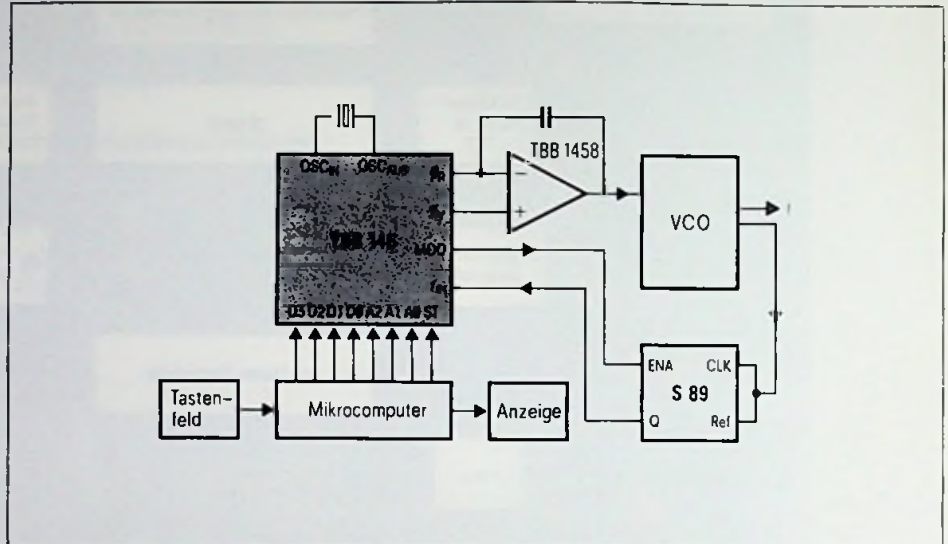 TBB 1458
OSC_IN
VCO
MOD
D3 D2 D1 D0 A2 A1 A0 ST
ENA CLK
S 89
Q Ref
Tasten-
feld
Mikrocomputer
Anzeige